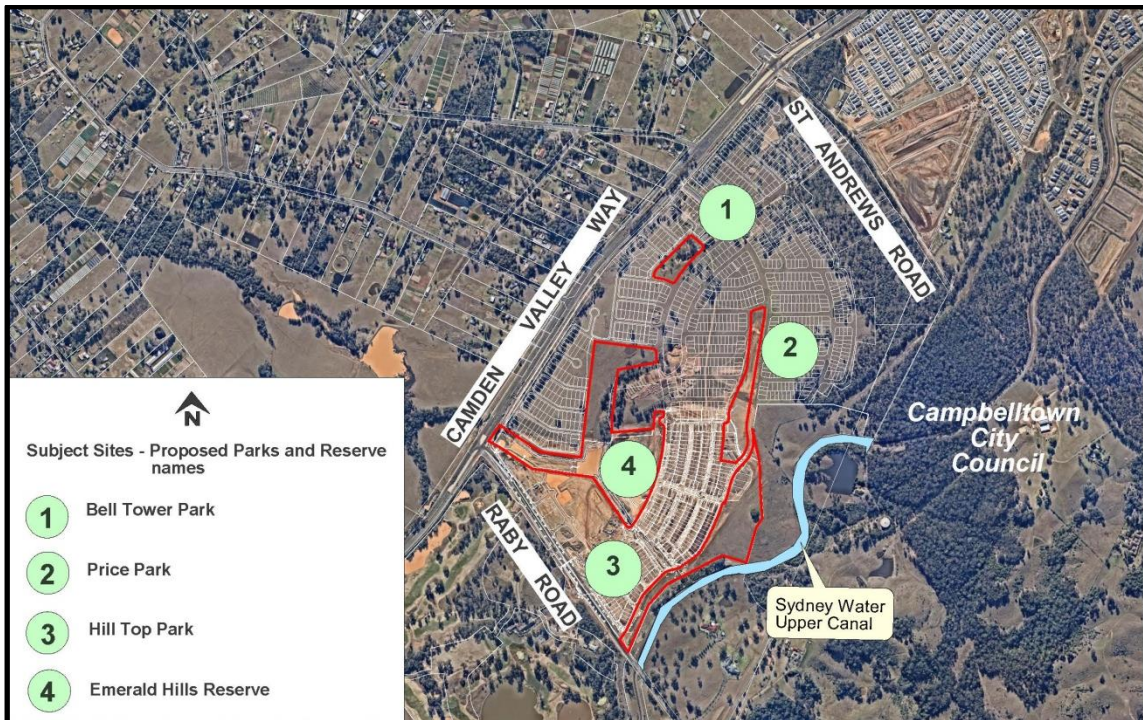 ST ANDREWS ROAD
1
CAMDEN VALLEY WAY
2
Campbelltown
City
Council
4
RABY ROAD
3
Sydney Water
Upper Canal
N
Subject Sites - Proposed Parks and Reserve
names
1 Bell Tower Park
2 Price Park
3 Hill Top Park
4 Emerald Hills Reserve